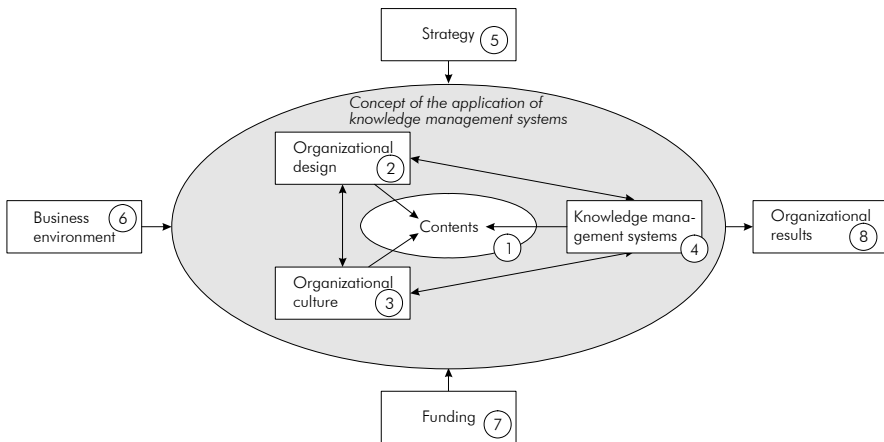 Strategy
5
Concept of the application of
knowledge management systems
Organizational
design
2
Business
environment
6
Contents
1
Knowledge mana-
gement systems
4
Organizational
results
8
Organizational
culture
3
Funding
7